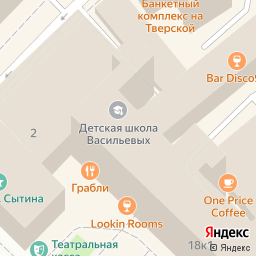 Банкетный
комплекс на
Тверской
Bar Disco
Детская школа
Васильевых
2
Грабли
Сытина
Lookin Rooms
One Price
Coffee
Театральная
касса
18к1
Яндекс